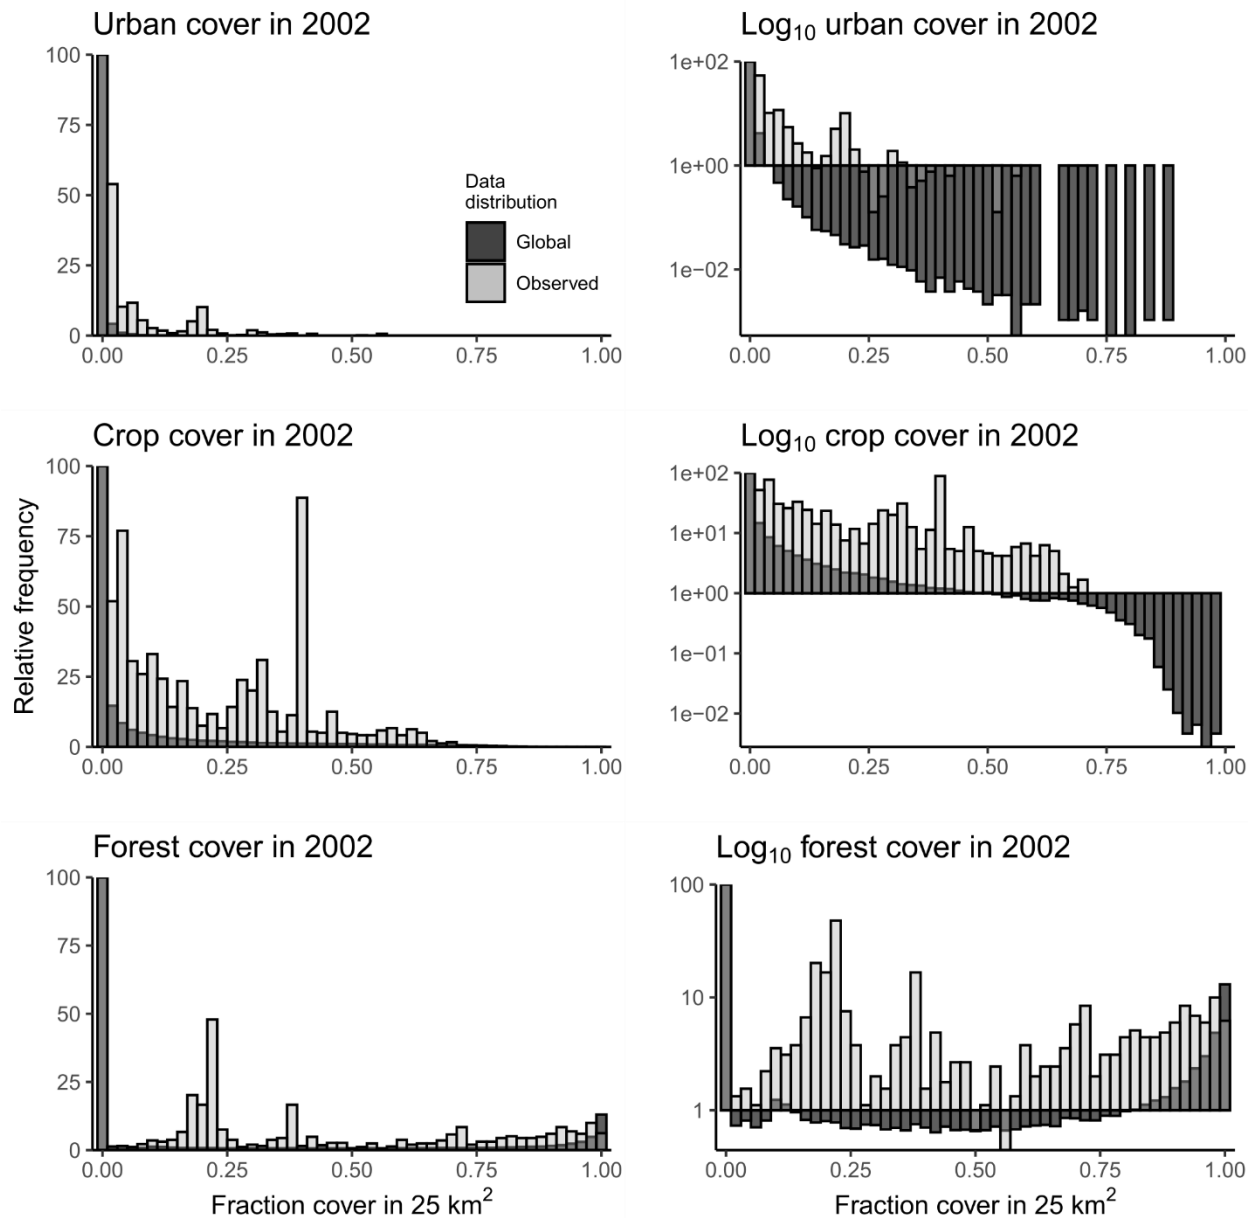 Urban cover in 2002
100
75
50
25
0
0.00 0.25 0.50 0.75 1.00
Data
distribution
Global
Observed
Log₁₀ urban cover in 2002
1e+02
1e+00
1e−02
0.00 0.25 0.50 0.75 1.00
Crop cover in 2002
100
75
50
25
0
0.00 0.25 0.50 0.75 1.00
Relative frequency
Log₁₀ crop cover in 2002
1e+02
1e+01
1e+00
1e−01
1e−02
0.00 0.25 0.50 0.75 1.00
Forest cover in 2002
100
75
50
25
0
0.00 0.25 0.50 0.75 1.00
Fraction cover in 25 km²
Log₁₀ forest cover in 2002
100
10
1
0.00 0.25 0.50 0.75 1.00
Fraction cover in 25 km²